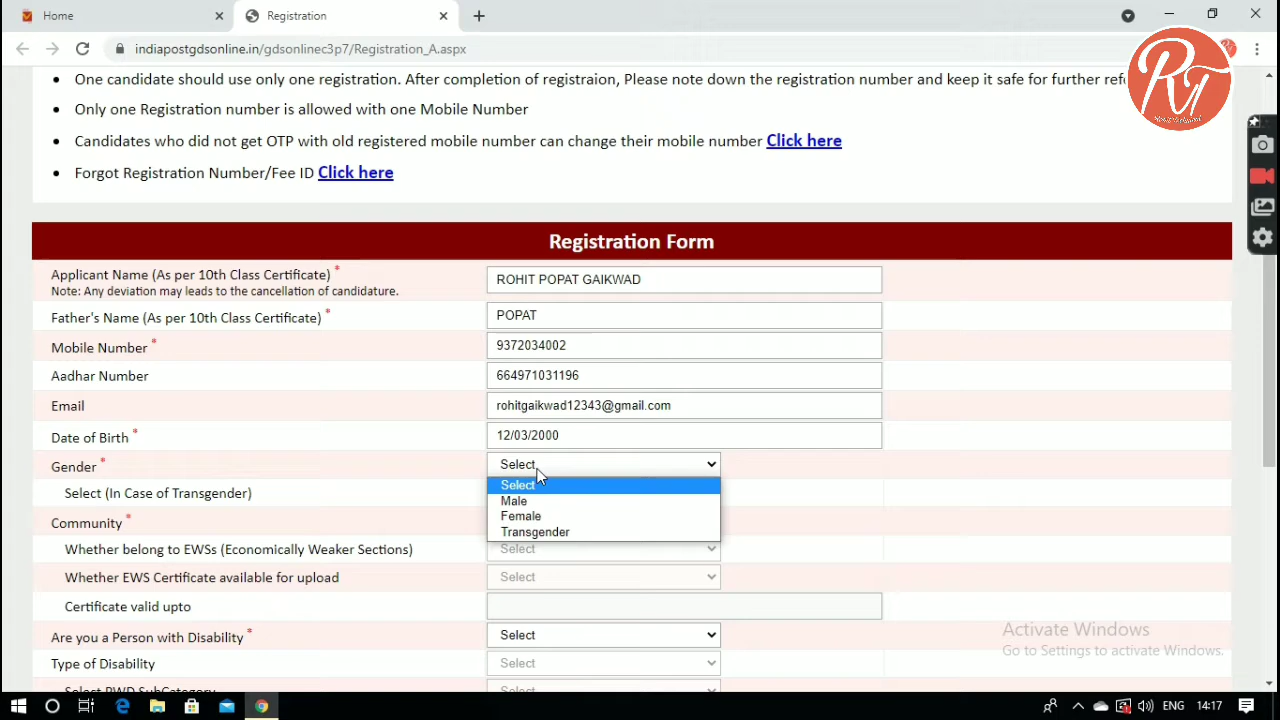 Home
Registration
indiapostgdsonline.in/gdsonlinec3p7/Registration_A.aspx
One candidate should use only one registration. After completion of registraion, Please note down the registration number and keep it safe for further
Only one Registration number is allowed with one Mobile Number
Candidates who did not get OTP with old registered mobile number can change their mobile number Click here
Forgot Registration Number/Fee ID Click here
Registration Form
Applicant Name (As per 10th Class Certificate) *
ROHIT POPAT GAIKWAD
Note: Any deviation may leads to the cancellation of candidature.
Father's Name (As per 10th Class Certificate) *
POPAT
Mobile Number *
9372034002
Aadhar Number
664971031196
Email
rohitgaikwad12343@gmail.com
Date of Birth *
12/03/2000
Gender *
Select
Select
Select (In Case of Transgender)
Male
Female
Community *
Transgender
Whether belong to EWSs (Economically Weaker Sections)
Select
Whether EWS Certificate available for upload
Select
Certificate valid upto
Are you a Person with Disability *
Select
Activate Windows
Go to Settings to activate Windows.
Type of Disability
Select
Select PWD SubCategory
Select
ENG
14:17